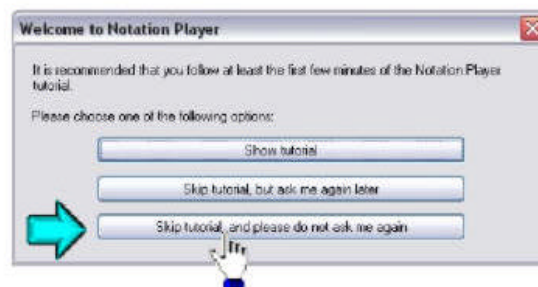 Welcome to Notation Player
It is recommended that you follow at least the first few minutes of the Notation Player
tutorial.
Please choose one of the following options:
Show tutorial
Skip tutorial, but ask me again later
Skip tutorial, and please do not ask me again